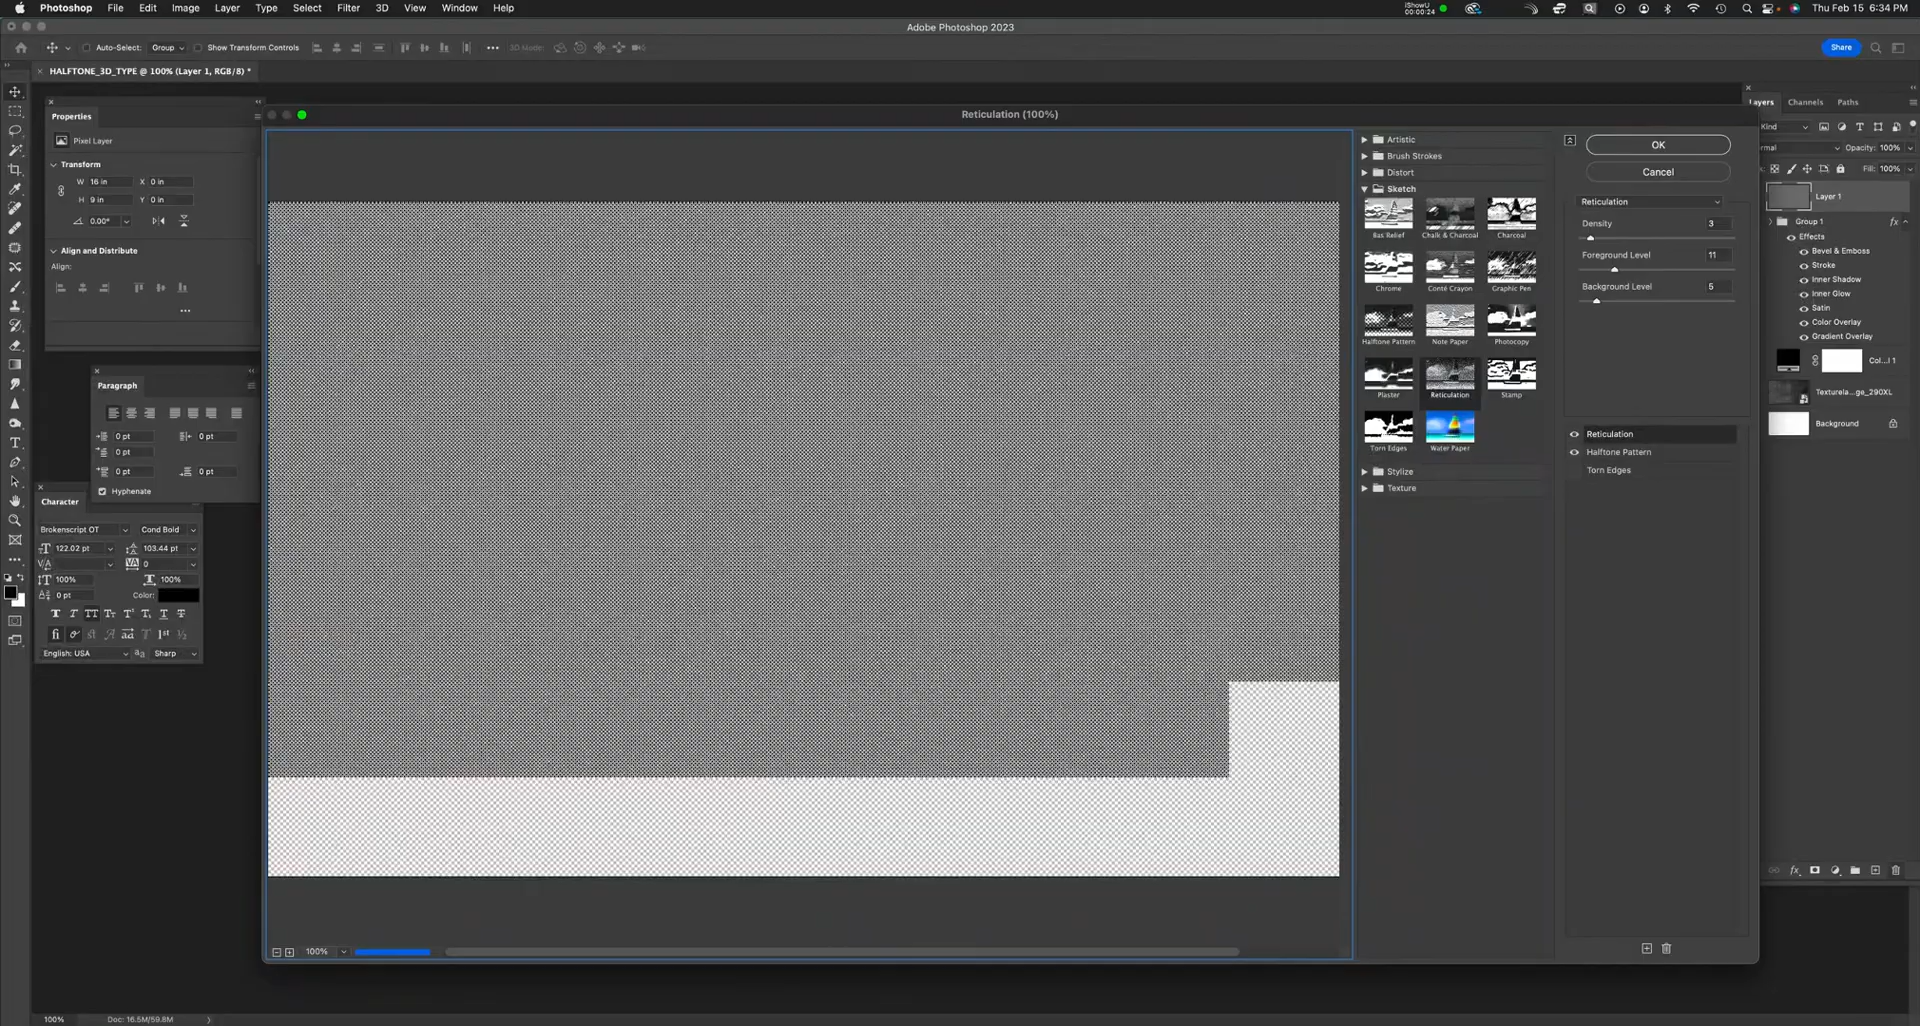 Photoshop File Edit Image Layer Type Select Filter 3D View Window Help
iShowU 00:00:24
Thu Feb 15 6:34 PM
Adobe Photoshop 2023
Auto-Select: Group Show Transform Controls 3D Mode: Share
HALFTONE_3D_TYPE @ 100% (Layer 1, RGB/8) *
Properties
Pixel Layer
Transform
W 16 in X 0 in
H 9 in Y 0 in
0.00°
Align and Distribute
Align:
Paragraph
0 pt 0 pt
0 pt
0 pt 0 pt
Hyphenate
Character
Brokenscript OT Cond Bold
122.02 pt 103.44 pt
0
100% 100%
0 pt Color:
English: USA Sharp
Reticulation (100%)
100%
Artistic
Brush Strokes
Distort
Sketch
Bas Relief Chalk & Charcoal Charcoal
Chrome Conté Crayon Graphic Pen
Halftone Pattern Note Paper Photocopy
Plaster Reticulation Stamp
Torn Edges Water Paper
Stylize
Texture
OK
Cancel
Reticulation
Density 3
Foreground Level 11
Background Level 5
Reticulation
Halftone Pattern
Torn Edges
Layers Channels Paths
Kind
Opacity: 100%
Fill: 100%
Layer 1
Group 1 fx
Effects
Bevel & Emboss
Stroke
Inner Shadow
Inner Glow
Satin
Color Overlay
Gradient Overlay
Col...l 1
Texturela...ge_290XL
Background
100% Doc: 16.5M/59.8M